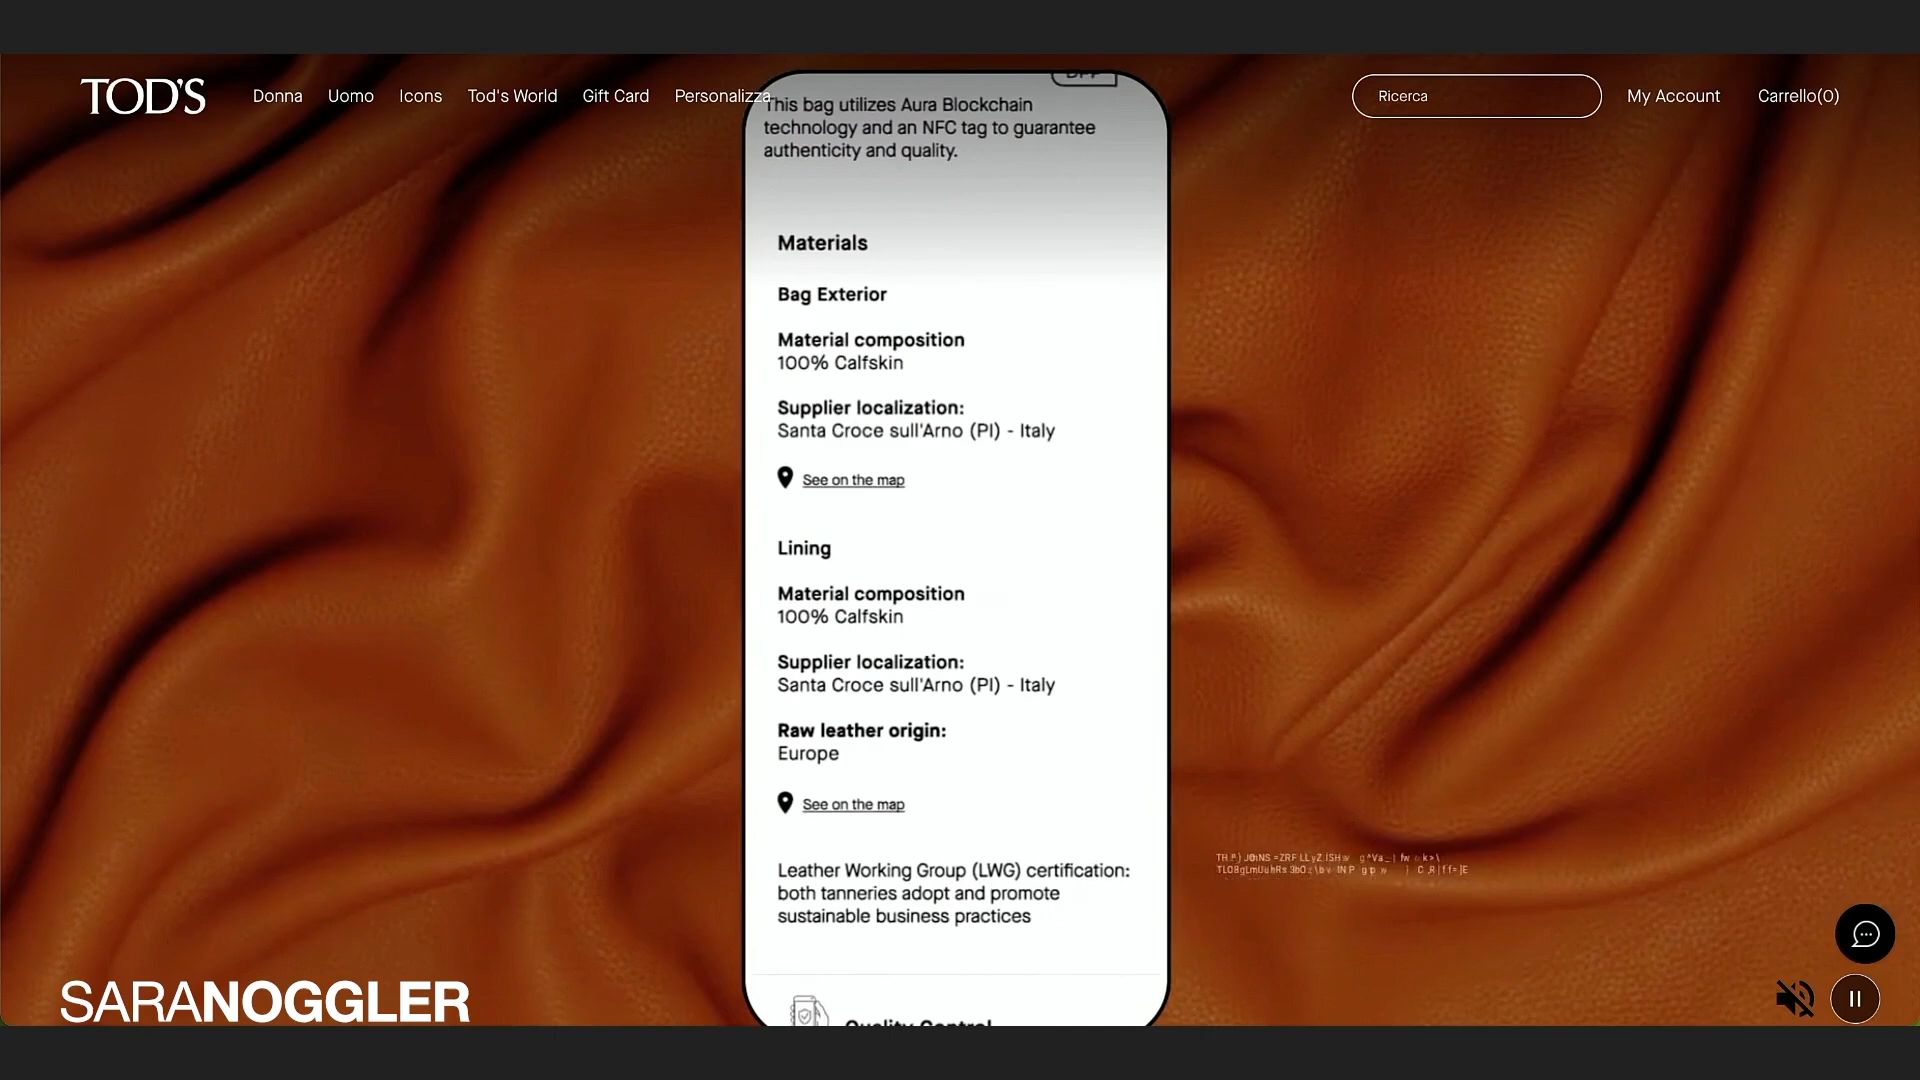 TOD'S
Donna
Uomo
Icons
Tod's World
Gift Card
Personalizza
Ricerca
My Account
Carrello(0)
DPP
This bag utilizes Aura Blockchain
technology and an NFC tag to guarantee
authenticity and quality.
Materials
Bag Exterior
Material composition
100% Calfskin
Supplier localization:
Santa Croce sull'Arno (PI) - Italy
See on the map
Lining
Material composition
100% Calfskin
Supplier localization:
Santa Croce sull'Arno (PI) - Italy
Raw leather origin:
Europe
See on the map
Leather Working Group (LWG) certification:
both tanneries adopt and promote
sustainable business practices
Quality Control
SARANOGGLER